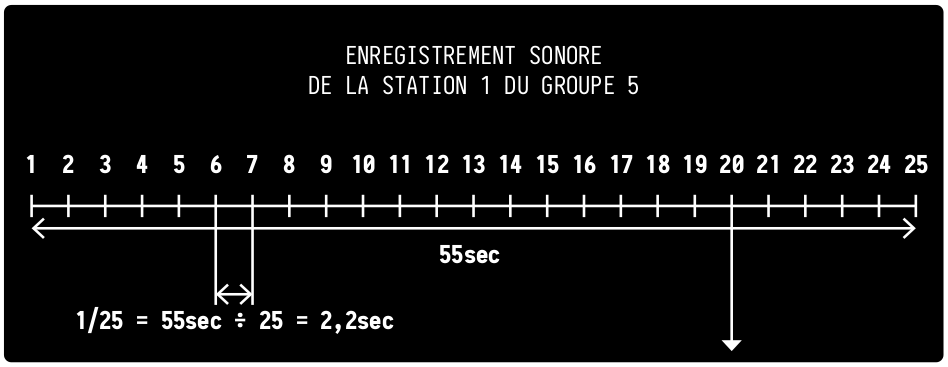 ENREGISTREMENT SONORE
DE LA STATION 1 DU GROUPE 5
1 2 3 4 5 6 7 8 9 10 11 12 13 14 15 16 17 18 19 20 21 22 23 24 25
55sec
1/25 = 55sec ÷ 25 = 2,2sec